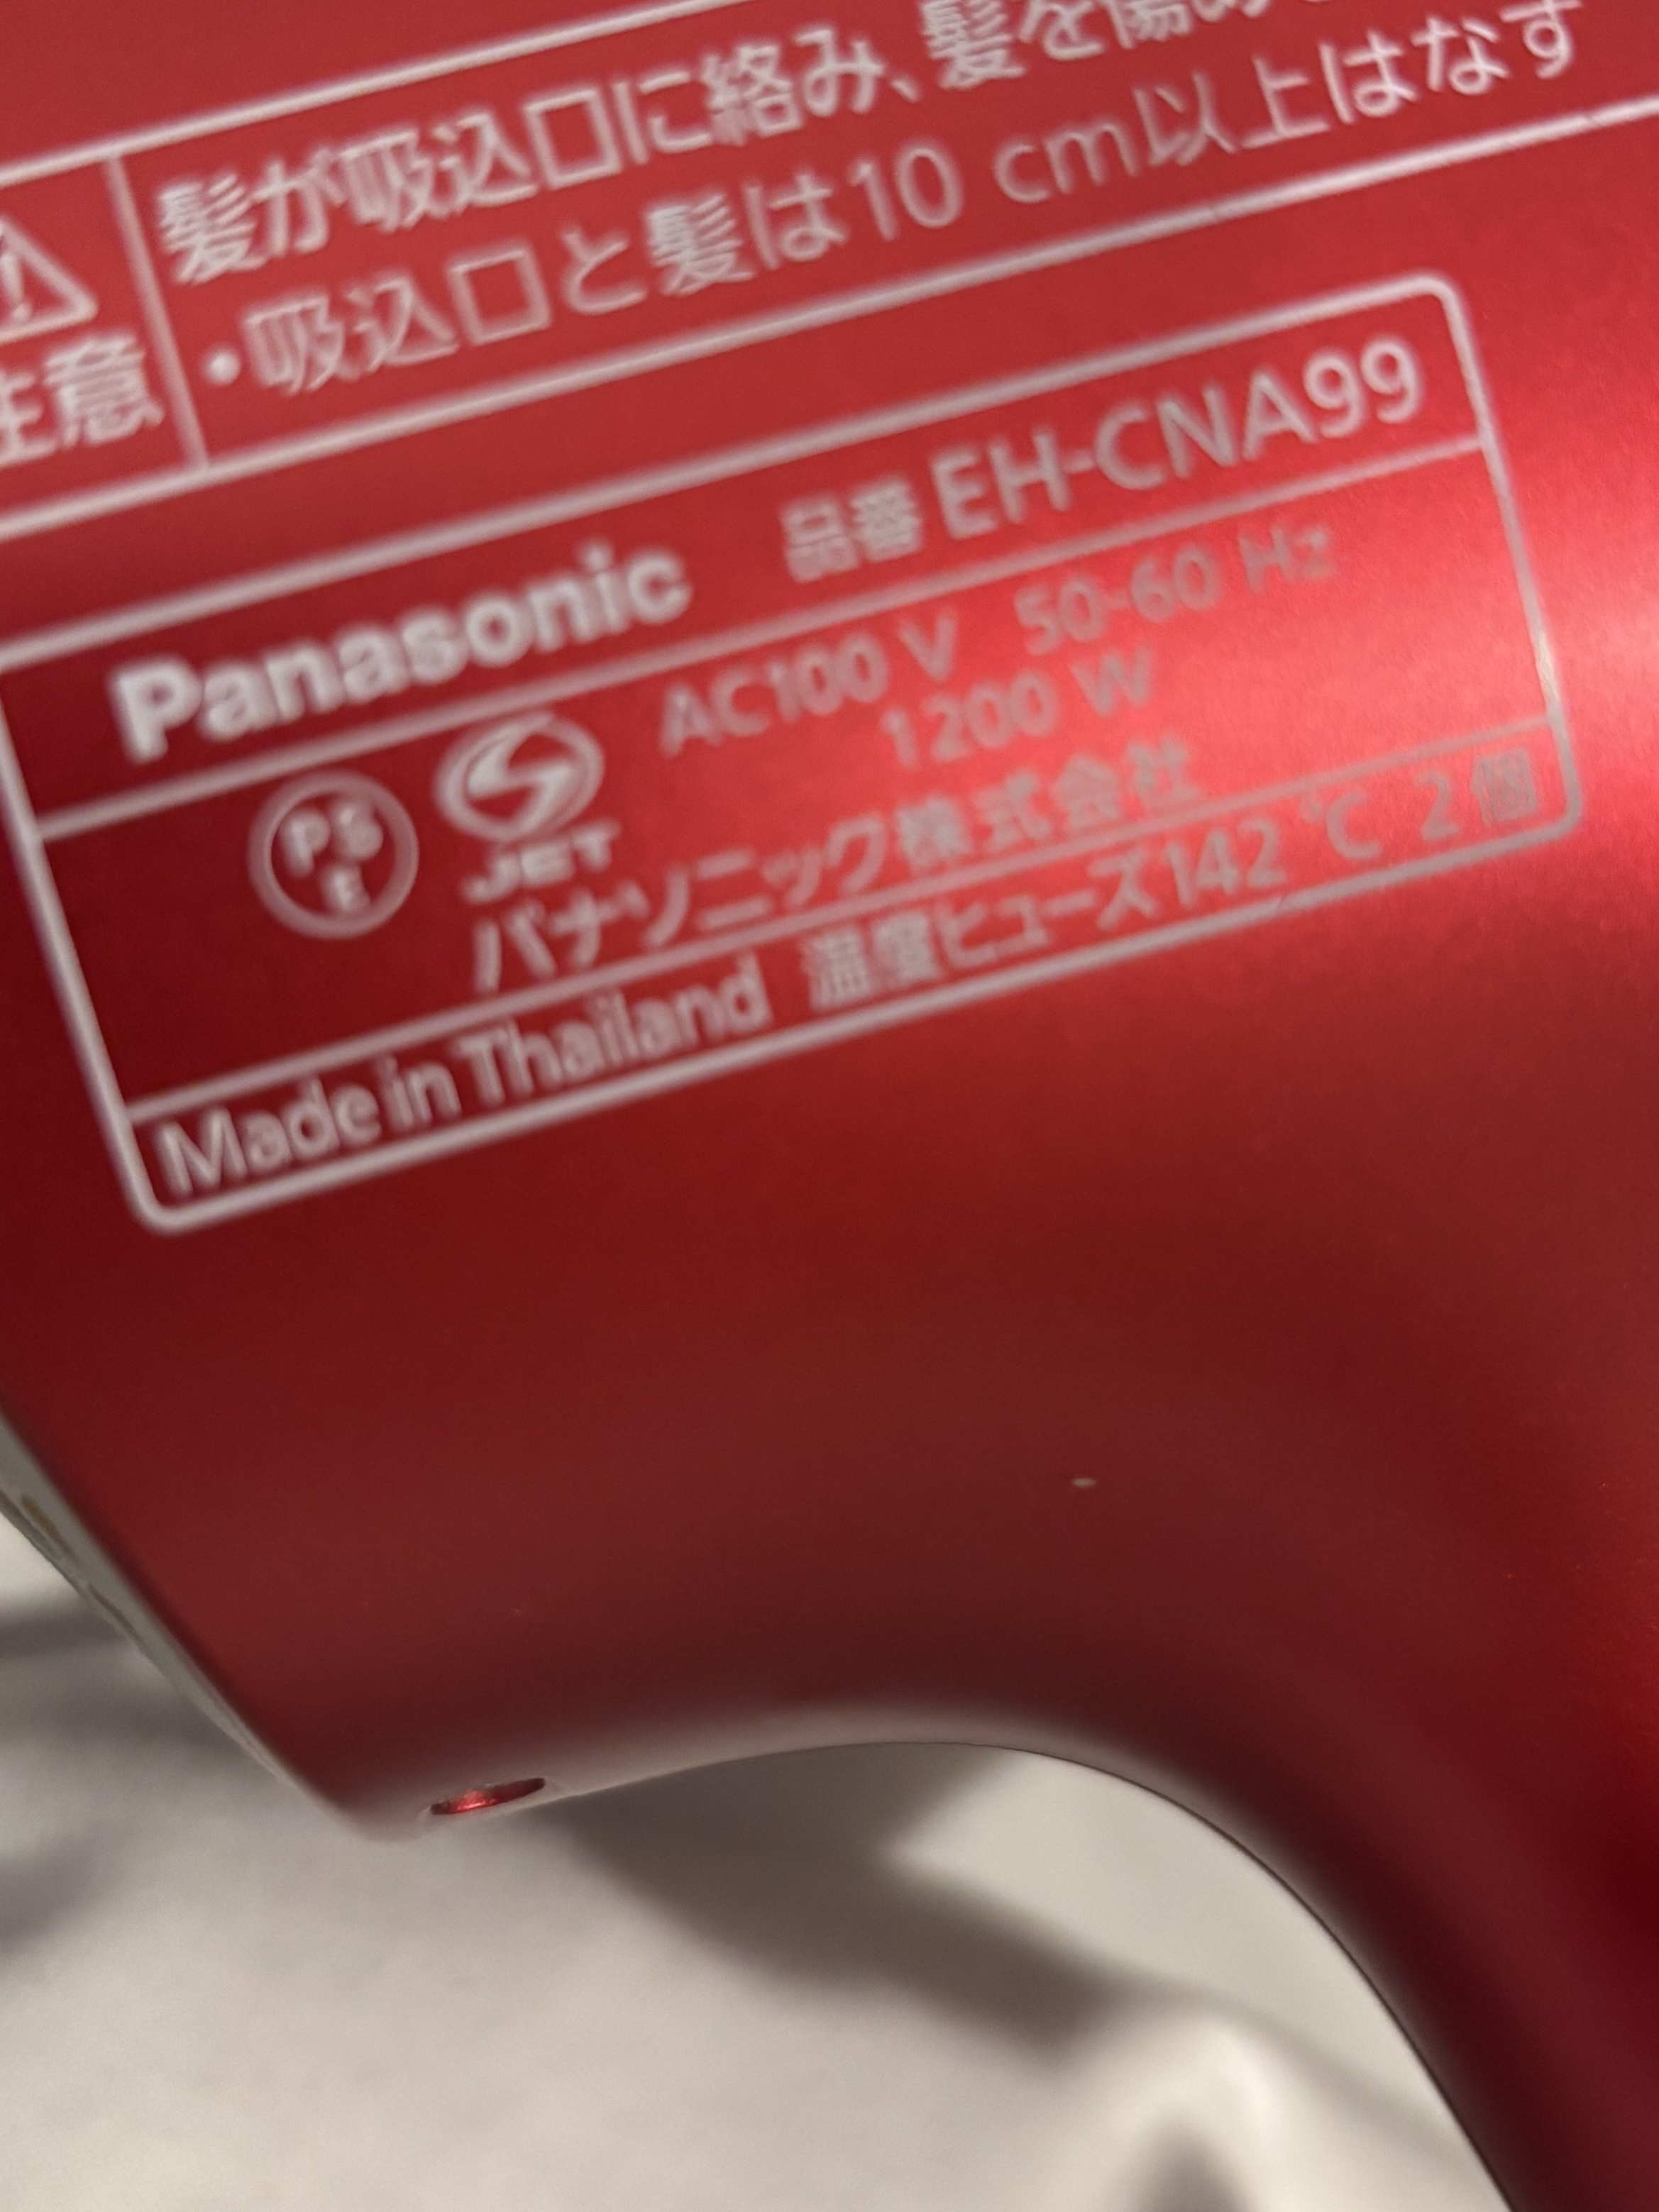 髪が吸込口に絡み、髪を傷め
・吸込口と髪は10 cm以上はなす
注意
Panasonic 品番 EH-CNA99
PSE JET AC100 V 50-60 Hz
1200 W
パナソニック株式会社
Made in Thailand 温度ヒューズ142 ℃ 2個